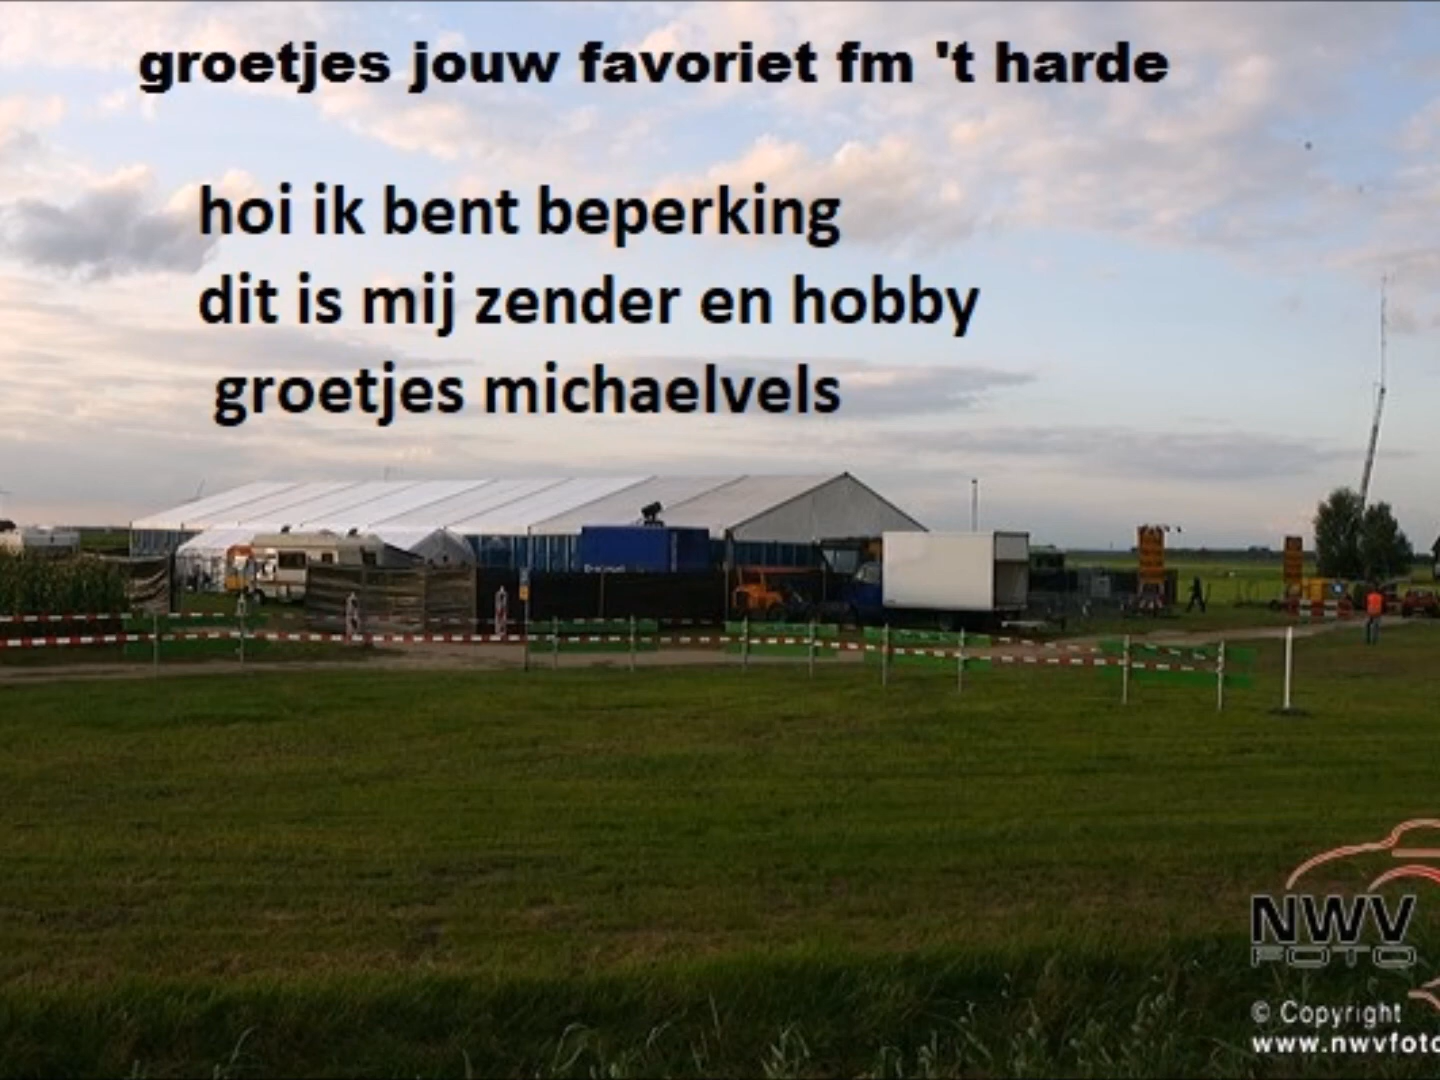 groetjes jouw favoriet fm 't harde
hoi ik bent beperking
dit is mij zender en hobby
groetjes michaelvels
NWV
FOTO
© Copyright
www.nwvfoto